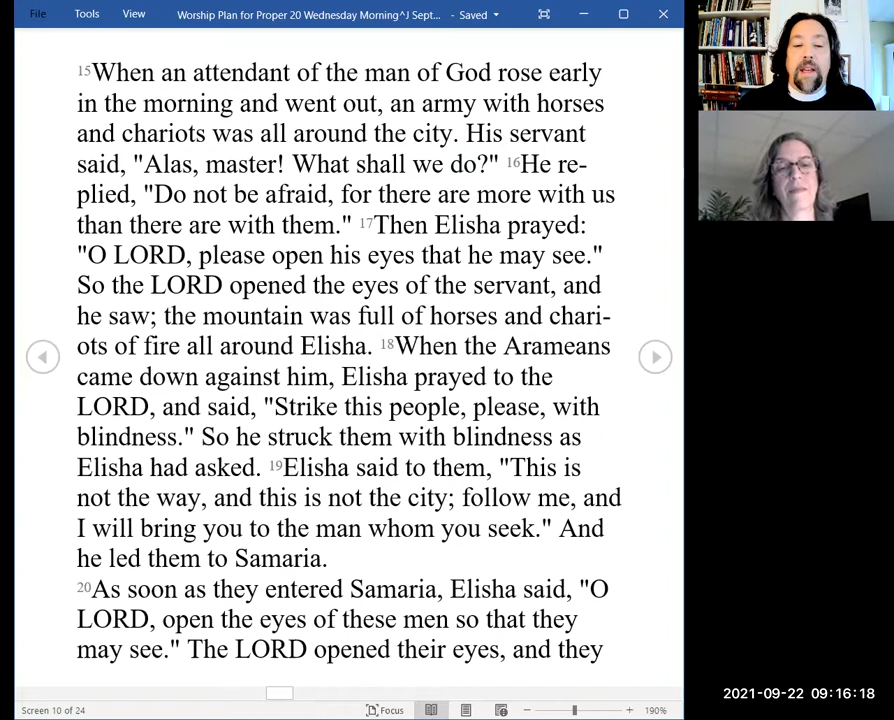 File Tools View Worship Plan for Proper 20 Wednesday Morning^J Sept... - Saved
15When an attendant of the man of God rose early
in the morning and went out, an army with horses
and chariots was all around the city. His servant
said, "Alas, master! What shall we do?" 16He re-
plied, "Do not be afraid, for there are more with us
than there are with them." 17Then Elisha prayed:
"O LORD, please open his eyes that he may see."
So the LORD opened the eyes of the servant, and
he saw; the mountain was full of horses and chari-
ots of fire all around Elisha. 18When the Arameans
came down against him, Elisha prayed to the
LORD, and said, "Strike this people, please, with
blindness." So he struck them with blindness as
Elisha had asked. 19Elisha said to them, "This is
not the way, and this is not the city; follow me, and
I will bring you to the man whom you seek." And
he led them to Samaria.
20As soon as they entered Samaria, Elisha said, "O
LORD, open the eyes of these men so that they
may see." The LORD opened their eyes, and they
Screen 10 of 24 Focus 190%
2021-09-22 09:16:18